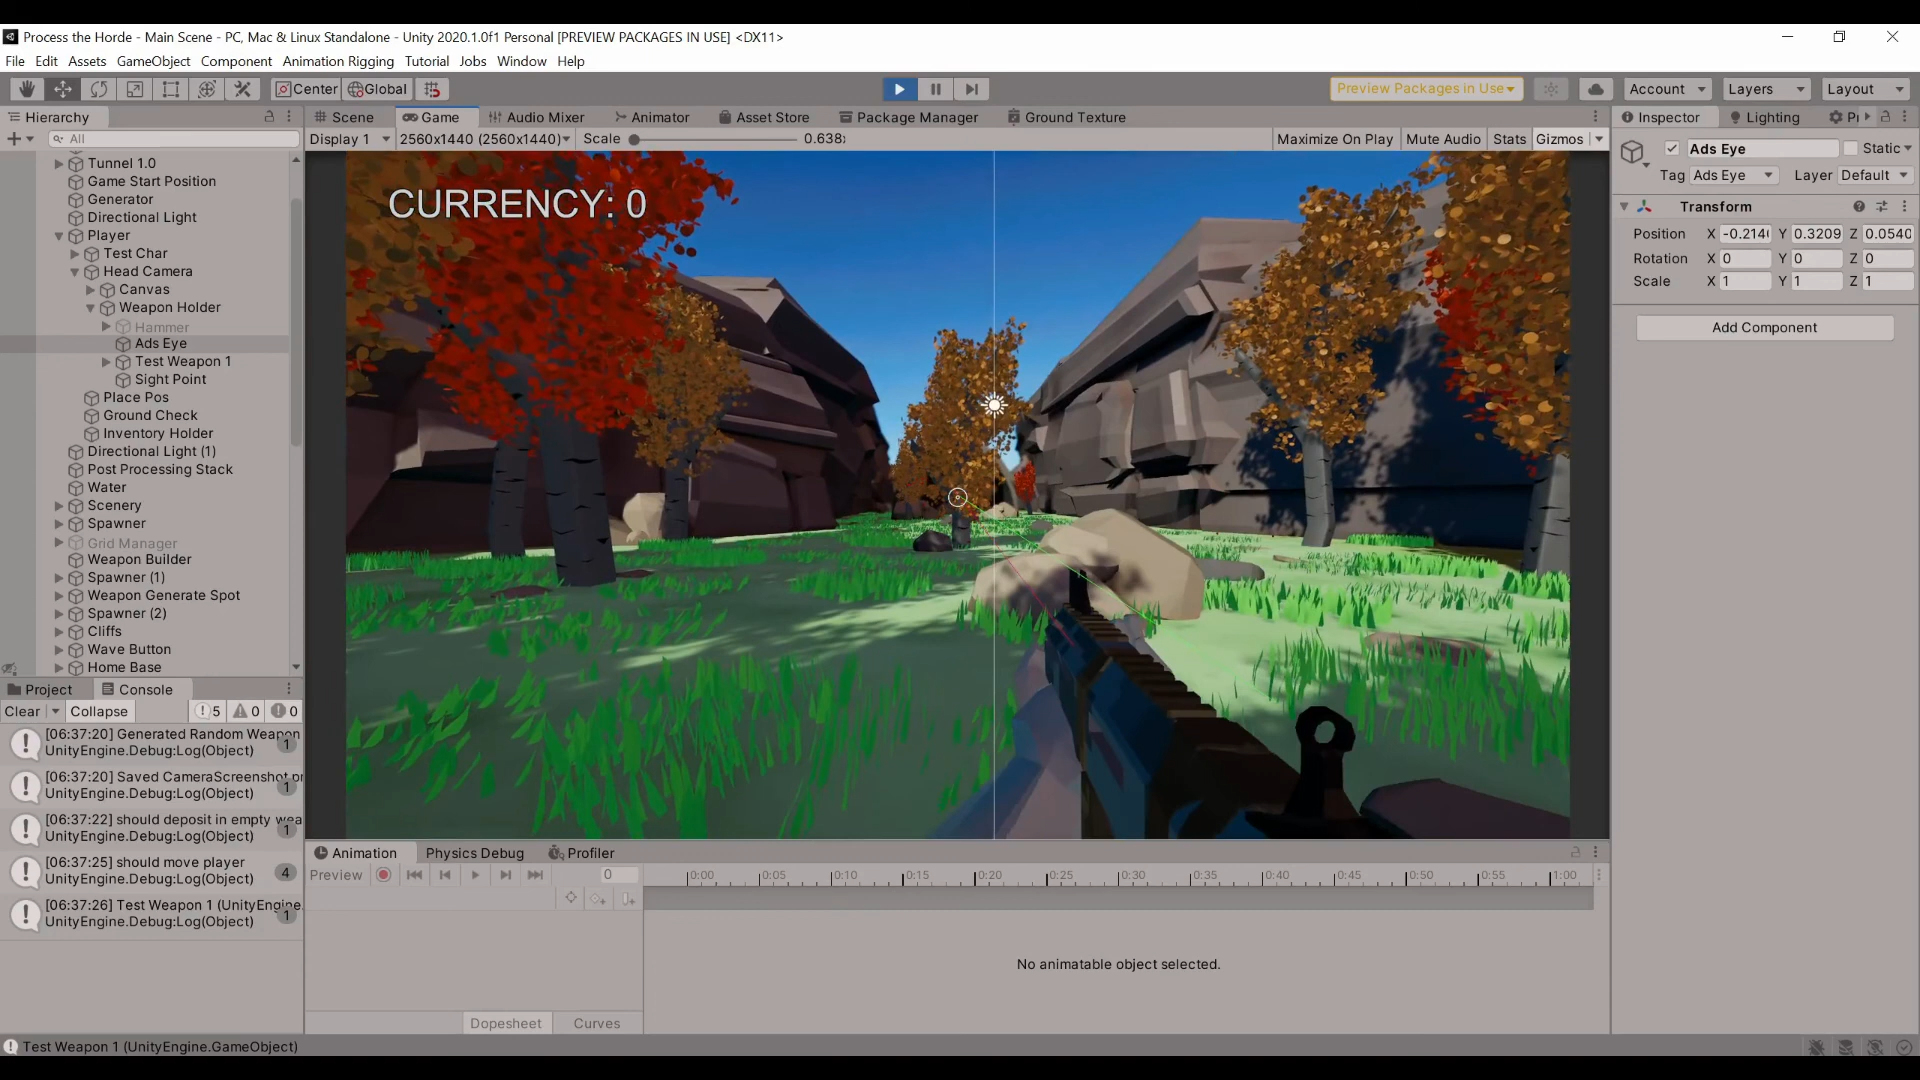 Process the Horde - Main Scene - PC, Mac & Linux Standalone - Unity 2020.1.0f1 Personal [PREVIEW PACKAGES IN USE] <DX11>
File Edit Assets GameObject Component Animation Rigging Tutorial Jobs Window Help
Center Global Preview Packages in Use Account Layers Layout
Hierarchy Scene Game Audio Mixer Animator Asset Store Package Manager Ground Texture Inspector Lighting
All Display 1 2560x1440 (2560x1440) Scale 0.638 Maximize On Play Mute Audio Stats Gizmos
Tunnel 1.0
Game Start Position
Generator
Directional Light
Player
Test Char
Head Camera
Canvas
Weapon Holder
Hammer
Ads Eye
Test Weapon 1
Sight Point
Place Pos
Ground Check
Inventory Holder
Directional Light (1)
Post Processing Stack
Water
Scenery
Spawner
Grid Manager
Weapon Builder
Spawner (1)
Weapon Generate Spot
Spawner (2)
Cliffs
Wave Button
Home Base
CURRENCY: 0
Ads Eye Static
Tag Ads Eye Layer Default
Transform
Position X -0.214 Y 0.3209 Z 0.0540
Rotation X 0 Y 0 Z 0
Scale X 1 Y 1 Z 1
Add Component
Project Console
Clear Collapse 5 0 0
[06:37:20] Generated Random Weapon
UnityEngine.Debug:Log(Object) 1
[06:37:20] Saved CameraScreenshot.pr
UnityEngine.Debug:Log(Object) 1
[06:37:22] should deposit in empty wea
UnityEngine.Debug:Log(Object) 1
[06:37:25] should move player
UnityEngine.Debug:Log(Object) 4
[06:37:26] Test Weapon 1 (UnityEngine.
UnityEngine.Debug:Log(Object) 1
Animation Physics Debug Profiler
Preview 0 0:00 0:05 0:10 0:15 0:20 0:25 0:30 0:35 0:40 0:45 0:50 0:55 1:00
No animatable object selected.
Dopesheet Curves
Test Weapon 1 (UnityEngine.GameObject)